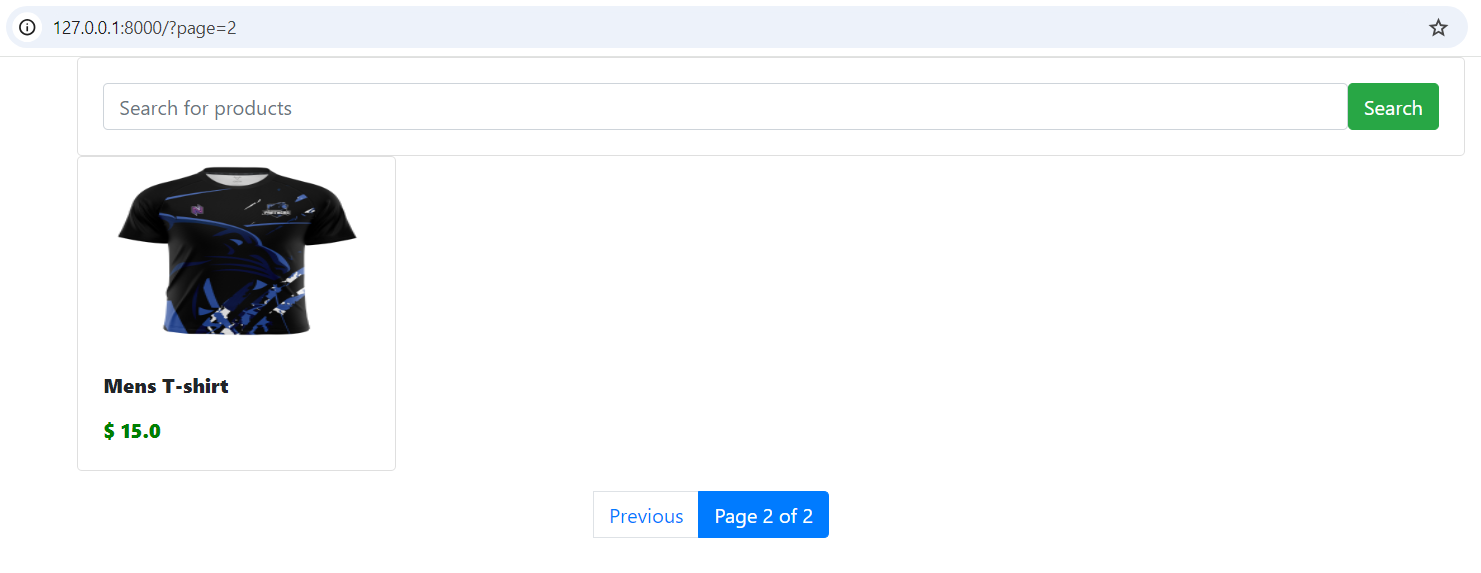 127.0.0.1:8000/?page=2
Search for products Search
Mens T-shirt
$ 15.0
Previous Page 2 of 2